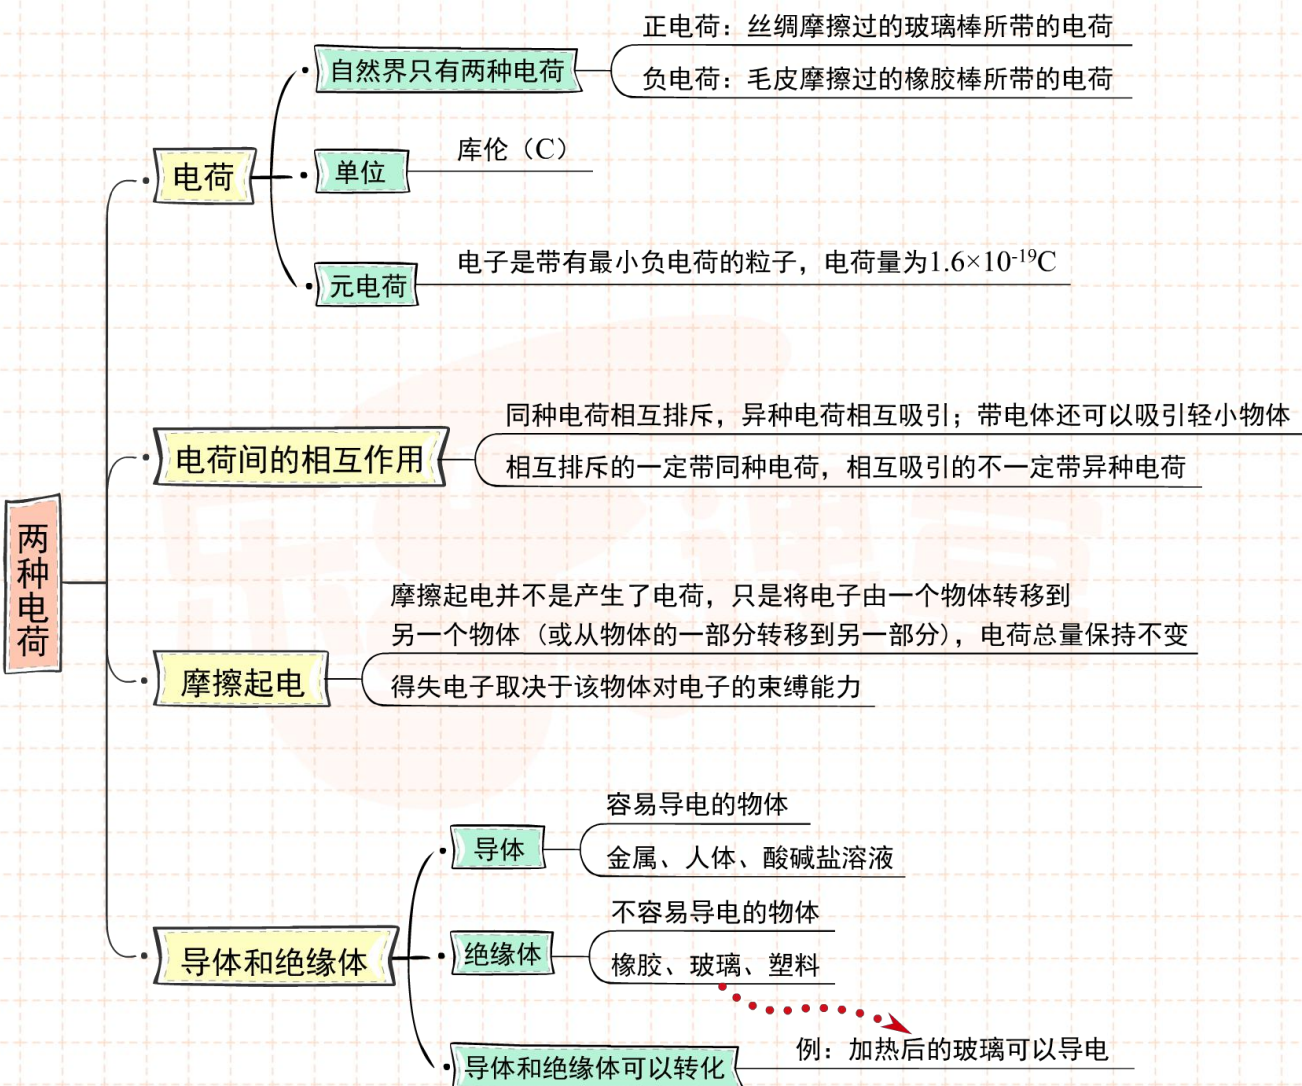 正电荷：丝绸摩擦过的玻璃棒所带的电荷
自然界只有两种电荷
负电荷：毛皮摩擦过的橡胶棒所带的电荷
库伦（C）
单位
电荷
电子是带有最小负电荷的粒子，电荷量为1.6×10⁻¹⁹C
元电荷
同种电荷相互排斥，异种电荷相互吸引；带电体还可以吸引轻小物体
电荷间的相互作用
相互排斥的一定带同种电荷，相互吸引的不一定带异种电荷
两种电荷
摩擦起电并不是产生了电荷，只是将电子由一个物体转移到
另一个物体（或从物体的一部分转移到另一部分），电荷总量保持不变
摩擦起电
得失电子取决于该物体对电子的束缚能力
容易导电的物体
导体
金属、人体、酸碱盐溶液
不容易导电的物体
导体和绝缘体
绝缘体
橡胶、玻璃、塑料
例：加热后的玻璃可以导电
导体和绝缘体可以转化